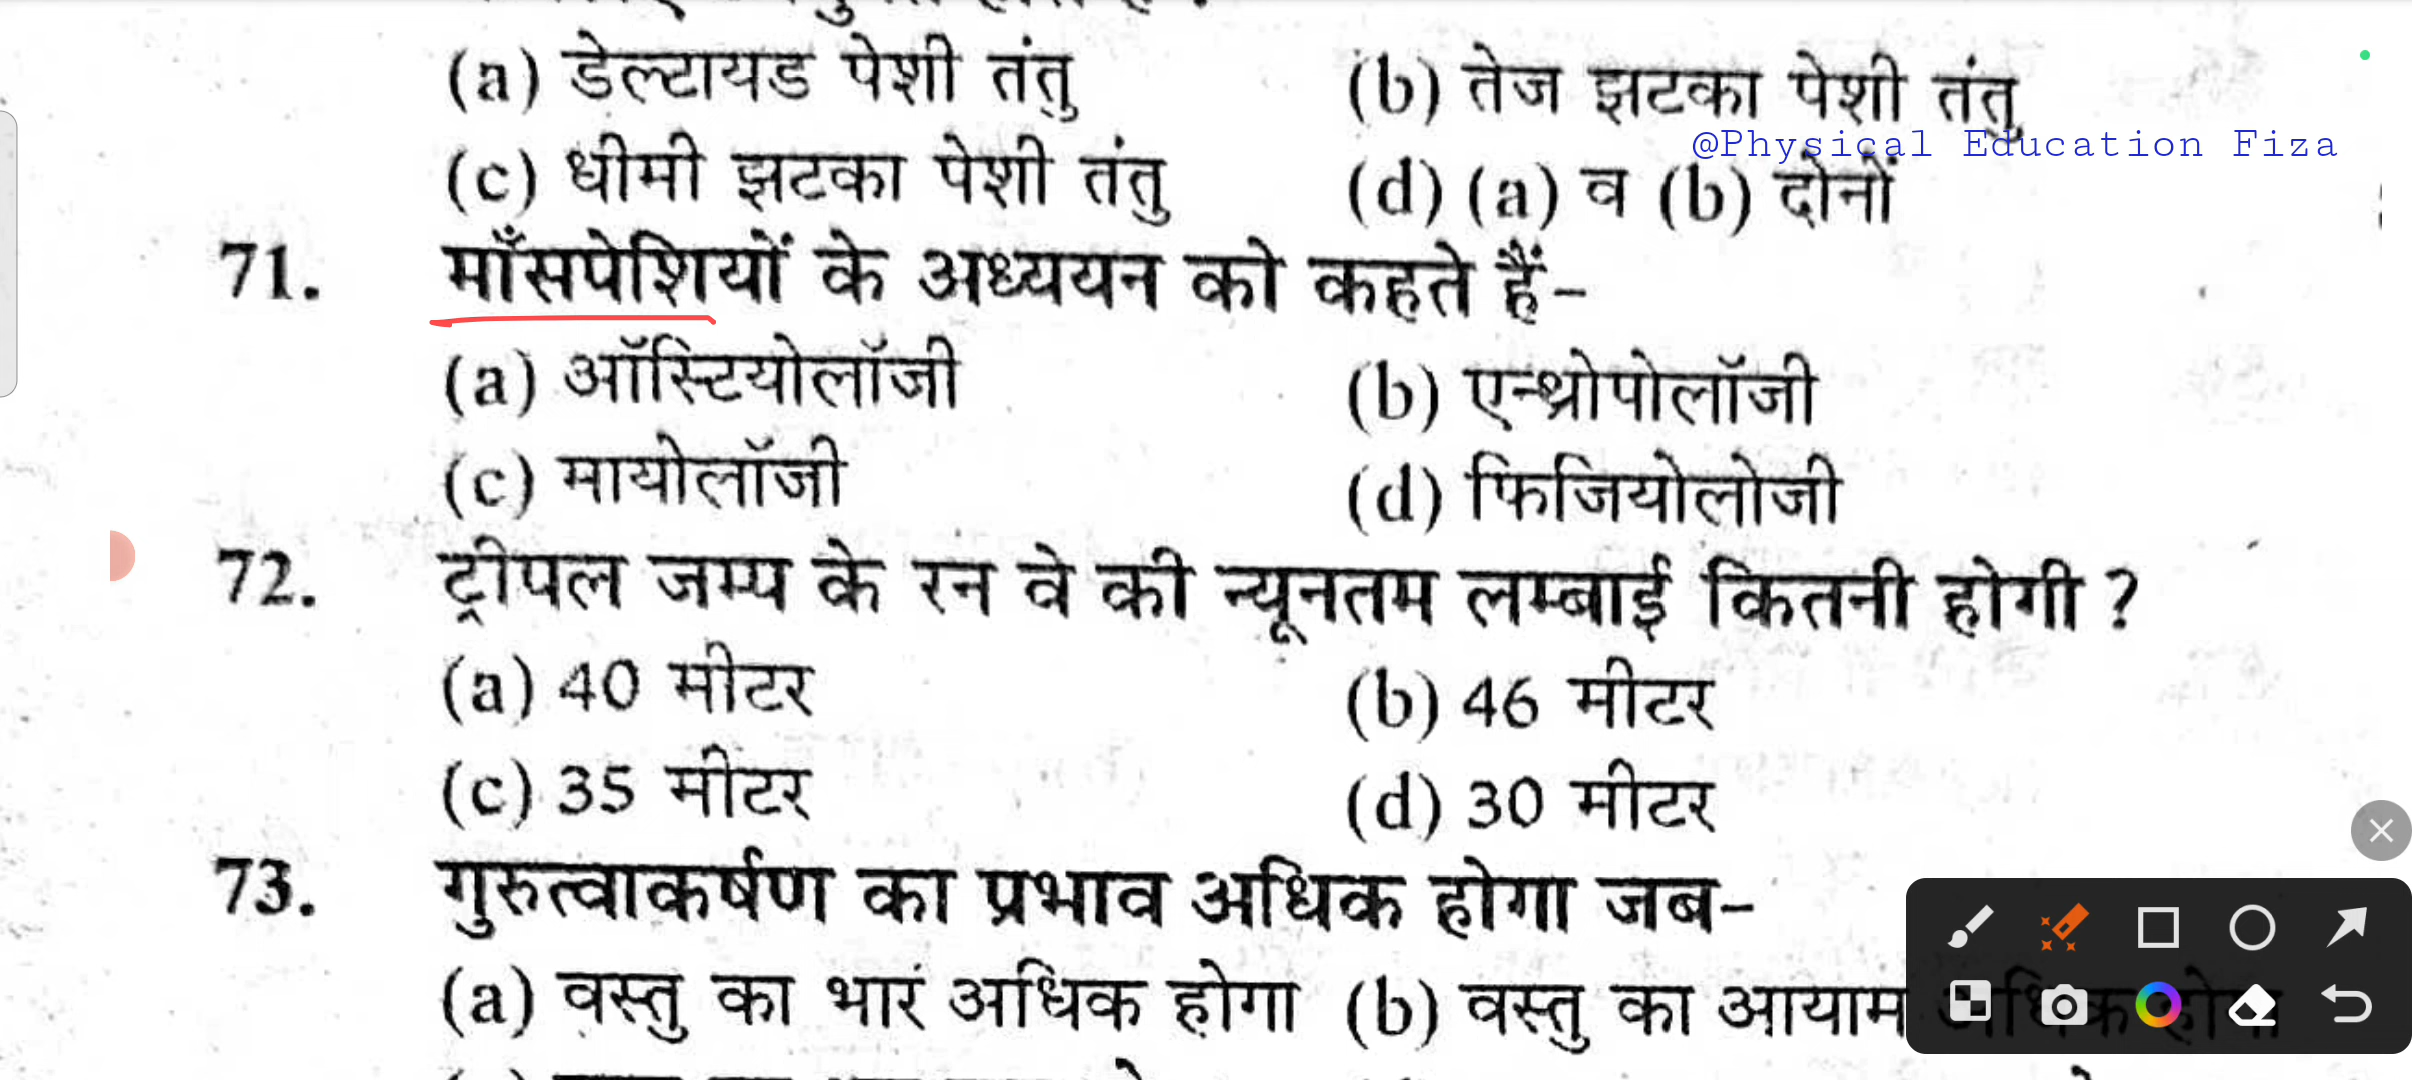 (a) डेल्टायड पेशी तंतु (b) तेज झटका पेशी तंतु
@Physical Education Fiza
(c) धीमी झटका पेशी तंतु (d) (a) व (b) दोनों
71. माँसपेशियों के अध्ययन को कहते हैं-
(a) ऑस्टियोलॉजी (b) एन्थ्रोपोलॉजी
(c) मायोलॉजी (d) फिजियोलोजी
72. ट्रीपल जम्प के रन वे की न्यूनतम लम्बाई कितनी होगी ?
(a) 40 मीटर (b) 46 मीटर
(c) 35 मीटर (d) 30 मीटर
73. गुरुत्वाकर्षण का प्रभाव अधिक होगा जब-
(a) वस्तु का भार अधिक होगा (b) वस्तु का आयाम अधिक होगा